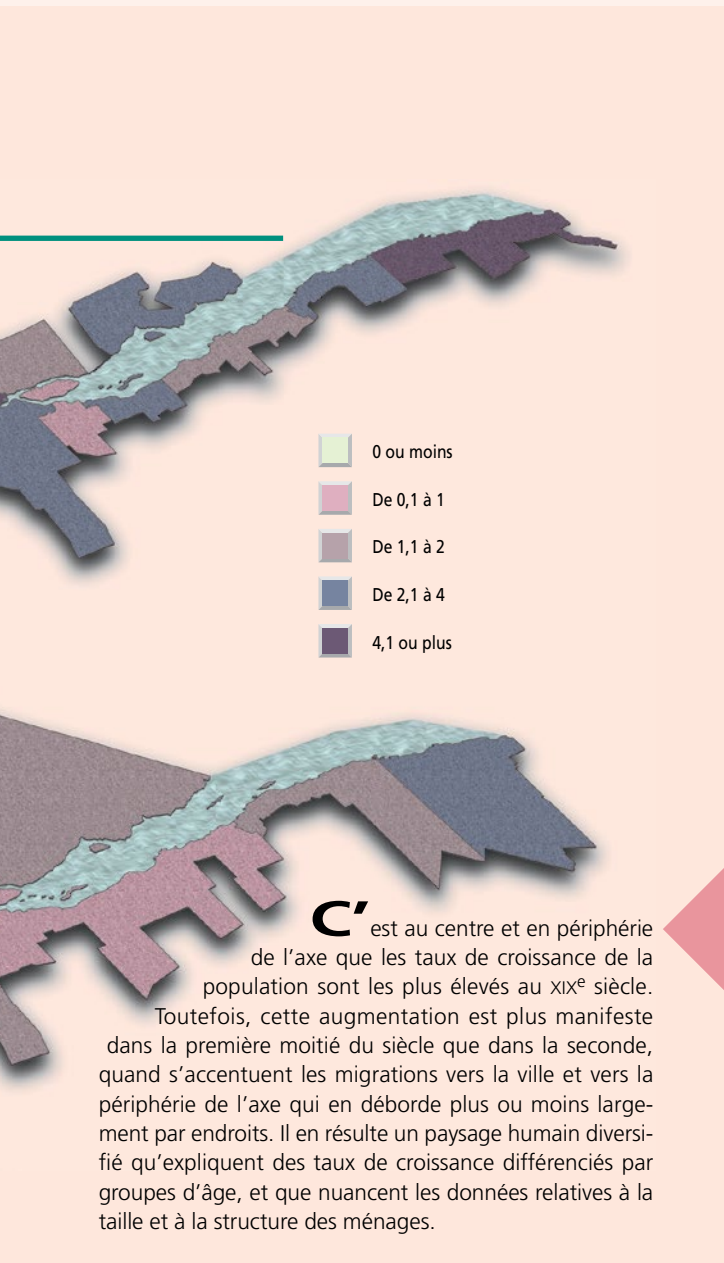 0 ou moins
De 0,1 à 1
De 1,1 à 2
De 2,1 à 4
4,1 ou plus
C’est au centre et en périphérie
de l’axe que les taux de croissance de la
population sont les plus élevés au XIXe siècle.
Toutefois, cette augmentation est plus manifeste
dans la première moitié du siècle que dans la seconde,
quand s’accentuent les migrations vers la ville et vers la
périphérie de l’axe qui en déborde plus ou moins large-
ment par endroits. Il en résulte un paysage humain diversi-
fié qu’expliquent des taux de croissance différenciés par
groupes d’âge, et que nuancent les données relatives à la
taille et à la structure des ménages.